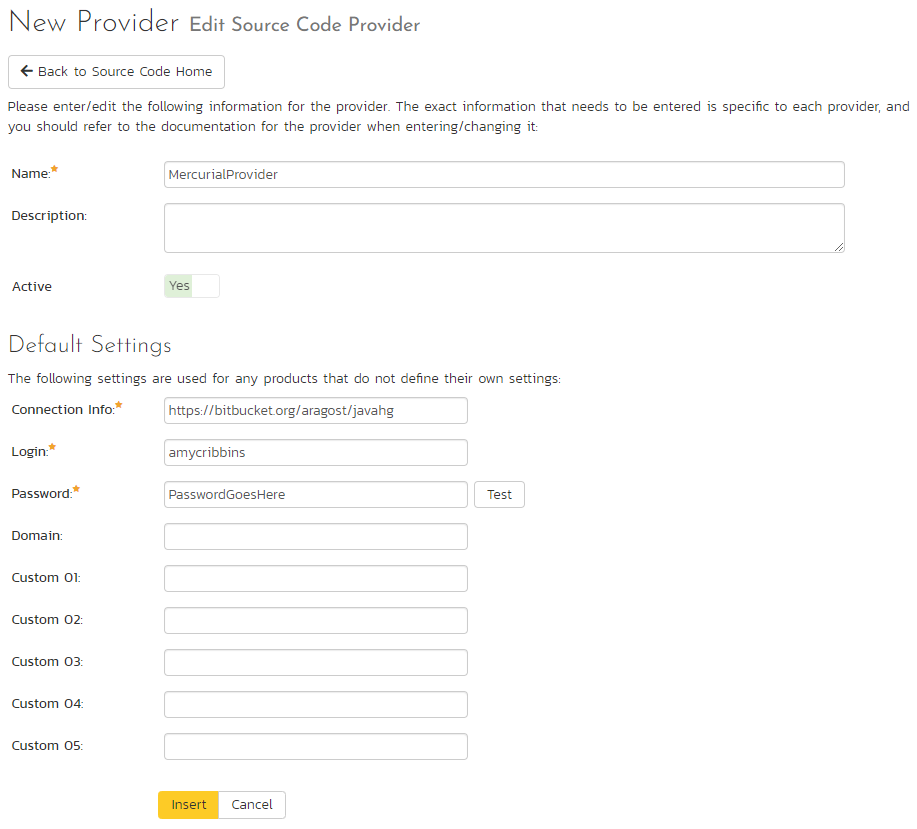 New Provider Edit Source Code Provider
Back to Source Code Home
Please enter/edit the following information for the provider. The exact information that needs to be entered is specific to each provider, and
you should refer to the documentation for the provider when entering/changing it:
Name:* MercurialProvider
Description:
Active Yes
Default Settings
The following settings are used for any products that do not define their own settings:
Connection Info:* https://bitbucket.org/aragost/javahg
Login:* amycribbins
Password:* PasswordGoesHere Test
Domain:
Custom 01:
Custom 02:
Custom 03:
Custom 04:
Custom 05:
Insert Cancel